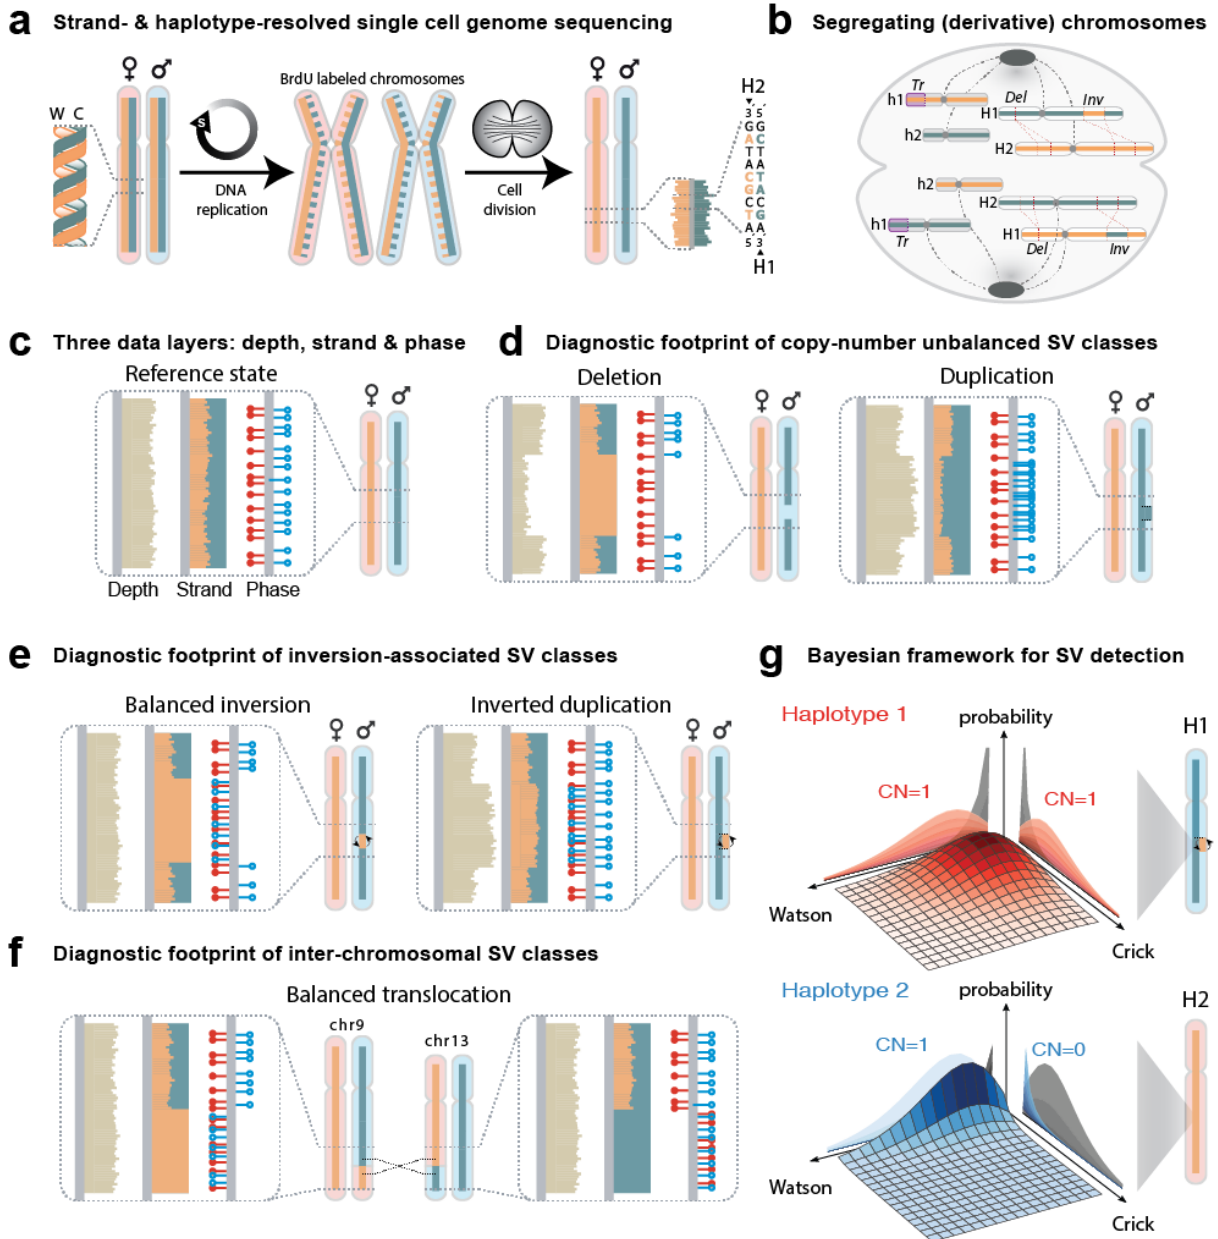 a Strand- & haplotype-resolved single cell genome sequencing
♀ ♂
W C
S
DNA
replication
BrdU labeled chromosomes
Cell
division
♀ ♂
H2
3 5
G G
A C
T T
A A
C T
G A
C C
T G
A A
5 3
H1
b Segregating (derivative) chromosomes
Tr
h1
Del
Inv
H1
h2
H2
h2
H2
h1
H1
Tr
Del
Inv
c Three data layers: depth, strand & phase
Reference state
♀ ♂
Depth Strand Phase
d Diagnostic footprint of copy-number unbalanced SV classes
Deletion
♀ ♂
Duplication
♀ ♂
e Diagnostic footprint of inversion-associated SV classes
Balanced inversion
♀ ♂
Inverted duplication
♀ ♂
f Diagnostic footprint of inter-chromosomal SV classes
Balanced translocation
chr9
chr13
g Bayesian framework for SV detection
Haplotype 1
probability
H1
CN=1
CN=1
Watson
Crick
Haplotype 2
probability
H2
CN=1
CN=0
Watson
Crick